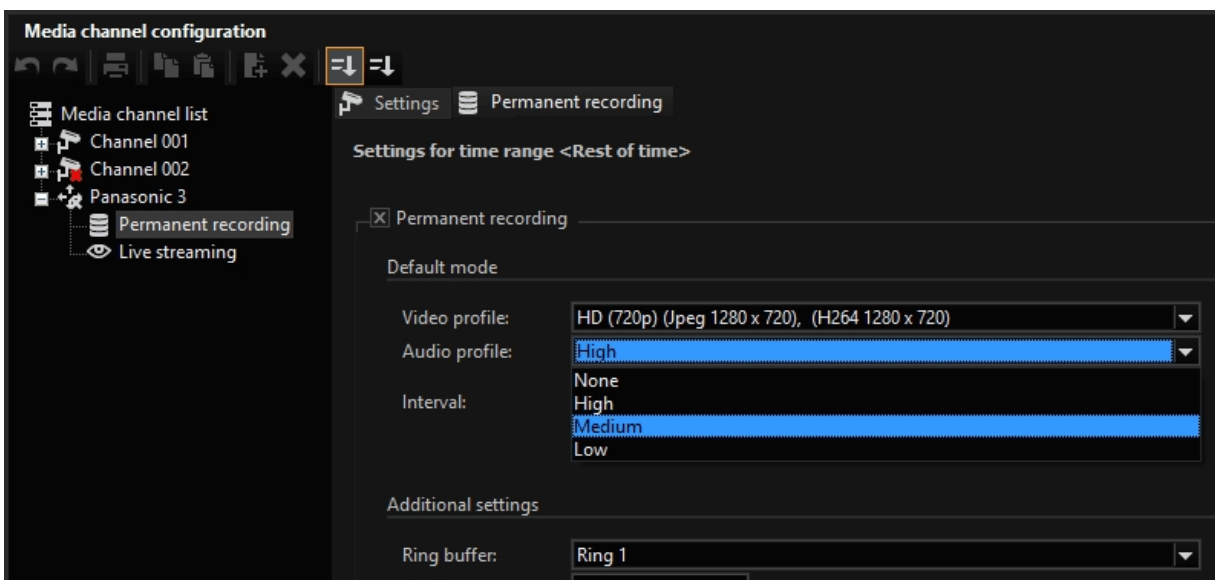 Media channel configuration
Media channel list
Channel 001
Channel 002
Panasonic 3
Permanent recording
Live streaming
Settings Permanent recording
Settings for time range <Rest of time>
Permanent recording
Default mode
Video profile: HD (720p) (Jpeg 1280 x 720), (H264 1280 x 720)
Audio profile: High
None
Interval: High
Medium
Low
Additional settings
Ring buffer: Ring 1